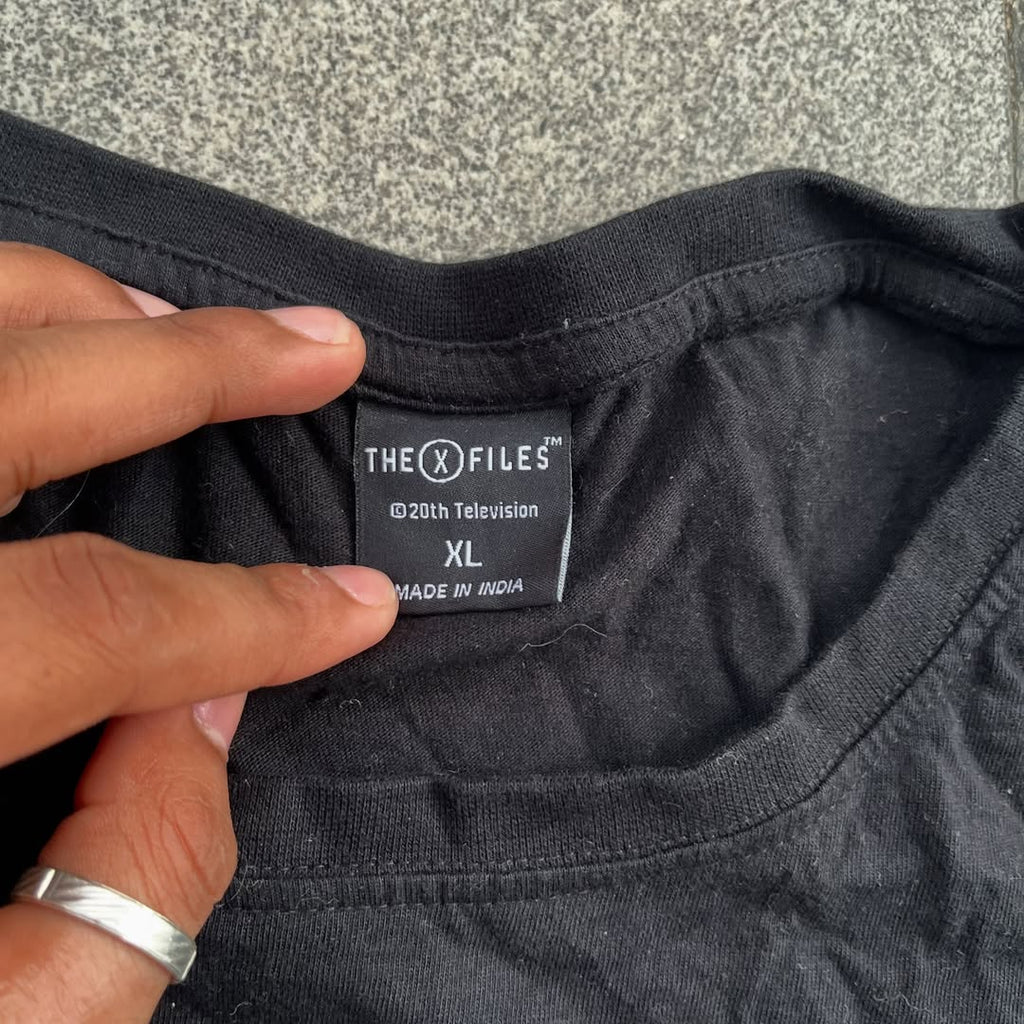 THE X FILES™
©20th Television
XL
MADE IN INDIA